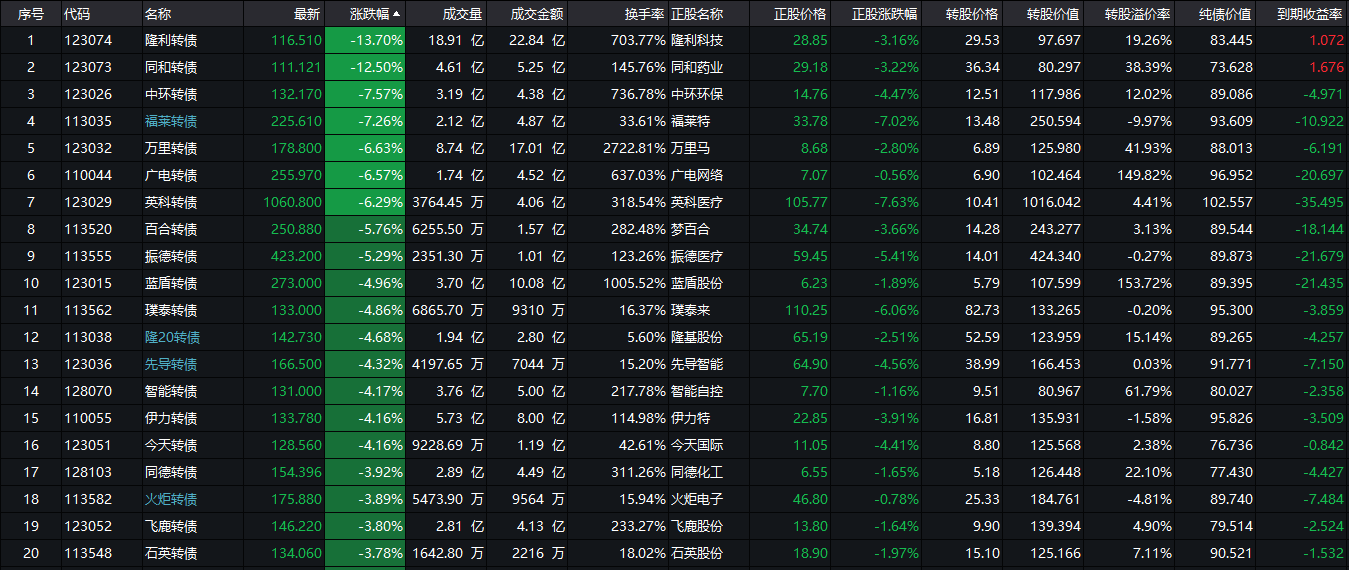 序号 代码 名称 最新 涨跌幅 成交量 成交金额 换手率 正股名称 正股价格 正股涨跌幅 转股价格 转股价值 转股溢价率 纯债价值 到期收益率
1 123074 隆利转债 116.510 -13.70% 18.91 亿 22.84 亿 703.77% 隆利科技 28.85 -3.16% 29.53 97.697 19.26% 83.445 1.072
2 123073 同和转债 111.121 -12.50% 4.61 亿 5.25 亿 145.76% 同和药业 29.18 -3.22% 36.34 80.297 38.39% 73.628 1.676
3 123026 中环转债 132.170 -7.57% 3.19 亿 4.38 亿 736.78% 中环环保 14.76 -4.47% 12.51 117.986 12.02% 89.086 -4.971
4 113035 福莱转债 225.610 -7.26% 2.12 亿 4.87 亿 33.61% 福莱特 33.78 -7.02% 13.48 250.594 -9.97% 93.609 -10.922
5 123032 万里转债 178.800 -6.63% 8.74 亿 17.01 亿 2722.81% 万里马 8.68 -2.80% 6.89 125.980 41.93% 88.013 -6.191
6 110044 广电转债 255.970 -6.57% 1.74 亿 4.52 亿 637.03% 广电网络 7.07 -0.56% 6.90 102.464 149.82% 96.952 -20.697
7 123029 英科转债 1060.800 -6.29% 3764.45 万 4.06 亿 318.54% 英科医疗 105.77 -7.63% 10.41 1016.042 4.41% 102.557 -35.495
8 113520 百合转债 250.880 -5.76% 6255.50 万 1.57 亿 282.48% 梦百合 34.74 -3.66% 14.28 243.277 3.13% 89.544 -18.144
9 113555 振德转债 423.200 -5.29% 2351.30 万 1.01 亿 123.26% 振德医疗 59.45 -5.41% 14.01 424.340 -0.27% 89.873 -21.679
10 123015 蓝盾转债 273.000 -4.96% 3.70 亿 10.08 亿 1005.52% 蓝盾股份 6.23 -1.89% 5.79 107.599 153.72% 89.395 -21.435
11 113562 璞泰转债 133.000 -4.86% 6865.70 万 9310 万 16.37% 璞泰来 110.25 -6.06% 82.73 133.265 -0.20% 95.300 -3.859
12 113038 隆20转债 142.730 -4.68% 1.94 亿 2.80 亿 5.60% 隆基股份 65.19 -2.51% 52.59 123.959 15.14% 89.265 -4.257
13 123036 先导转债 166.500 -4.32% 4197.65 万 7044 万 15.20% 先导智能 64.90 -4.56% 38.99 166.453 0.03% 91.771 -7.150
14 128070 智能转债 131.000 -4.17% 3.76 亿 5.00 亿 217.78% 智能自控 7.70 -1.16% 9.51 80.967 61.79% 80.027 -2.358
15 110055 伊力转债 133.780 -4.16% 5.73 亿 8.00 亿 114.98% 伊力特 22.85 -3.91% 16.81 135.931 -1.58% 95.826 -3.509
16 123051 今天转债 128.560 -4.16% 9228.69 万 1.19 亿 42.61% 今天国际 11.05 -4.41% 8.80 125.568 2.38% 76.736 -0.842
17 128103 同德转债 154.396 -3.92% 2.89 亿 4.49 亿 311.26% 同德化工 6.55 -1.65% 5.18 126.448 22.10% 77.430 -4.427
18 113582 火炬转债 175.880 -3.89% 5473.90 万 9564 万 15.94% 火炬电子 46.80 -0.78% 25.33 184.761 -4.81% 89.740 -7.484
19 123052 飞鹿转债 146.220 -3.80% 2.81 亿 4.13 亿 233.27% 飞鹿股份 13.80 -1.64% 9.90 139.394 4.90% 79.514 -2.524
20 113548 石英转债 134.060 -3.78% 1642.80 万 2216 万 18.02% 石英股份 18.90 -1.97% 15.10 125.166 7.11% 90.521 -1.532